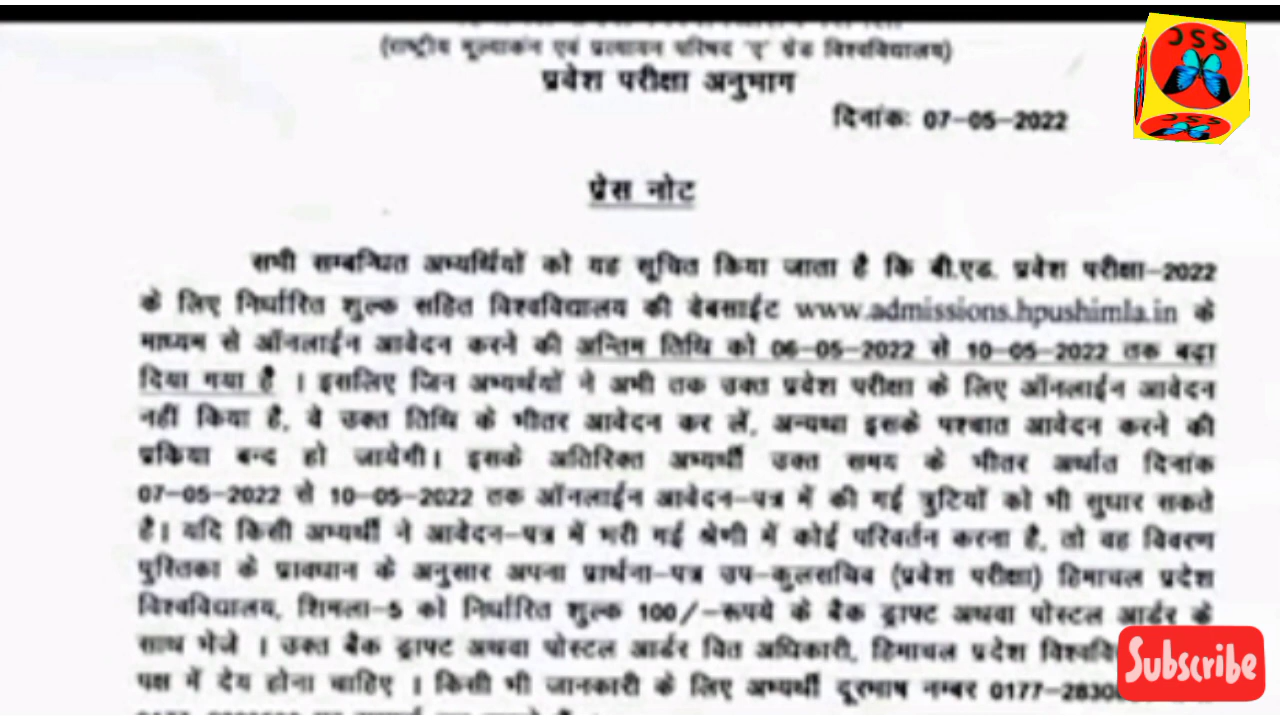 (राष्ट्रीय मूल्यांकन एवं प्रत्यायन परिषद 'ए' ग्रेड विश्वविद्यालय)
प्रवेश परीक्षा अनुभाग
दिनांकः 07-05-2022
प्रेस नोट
सभी सम्बन्धित अभ्यर्थियों को यह सूचित किया जाता है कि बी.एड. प्रवेश परीक्षा-2022
के लिए निर्धारित शुल्क सहित विश्वविद्यालय की वेबसाईट www.admissions.hpushimla.in के
माध्यम से ऑनलाईन आवेदन करने की अन्तिम तिथि को 06-05-2022 से 10-05-2022 तक बढ़ा
दिया गया है । इसलिए जिन अभ्यर्थयों ने अभी तक उक्त प्रवेश परीक्षा के लिए ऑनलाईन आवेदन
नहीं किया है, वे उक्त तिथि के भीतर आवेदन कर लें, अन्यथा इसके पश्चात आवेदन करने की
प्रकिया बन्द हो जायेगी। इसके अतिरिक्त अभ्यर्थी उक्त समय के भीतर अर्थात दिनांक
07-05-2022 से 10-05-2022 तक ऑनलाईन आवेदन-पत्र में की गई त्रुटियों को भी सुधार सकते
है। यदि किसी अभ्यर्थी ने आवेदन-पत्र में भरी गई श्रेणी में कोई परिवर्तन करना है, तो वह विवरण
पुस्तिका के प्रावधान के अनुसार अपना प्रार्थना-पत्र उप-कुलसचिव (प्रवेश परीक्षा) हिमाचल प्रदेश
विश्वविद्यालय, शिमला-5 को निर्धारित शुल्क 100/-रूपये के बैंक ड्राफ्ट अथवा पोस्टल आर्डर के
साथ भेजे । उक्त बैंक ड्राफ्ट अथवा पोस्टल आर्डर वित अधिकारी, हिमाचल प्रदेश
पक्ष में देय होना चाहिए । किसी भी जानकारी के लिए अभ्यर्थी दूरभाष नम्बर
JSS
Subscribe